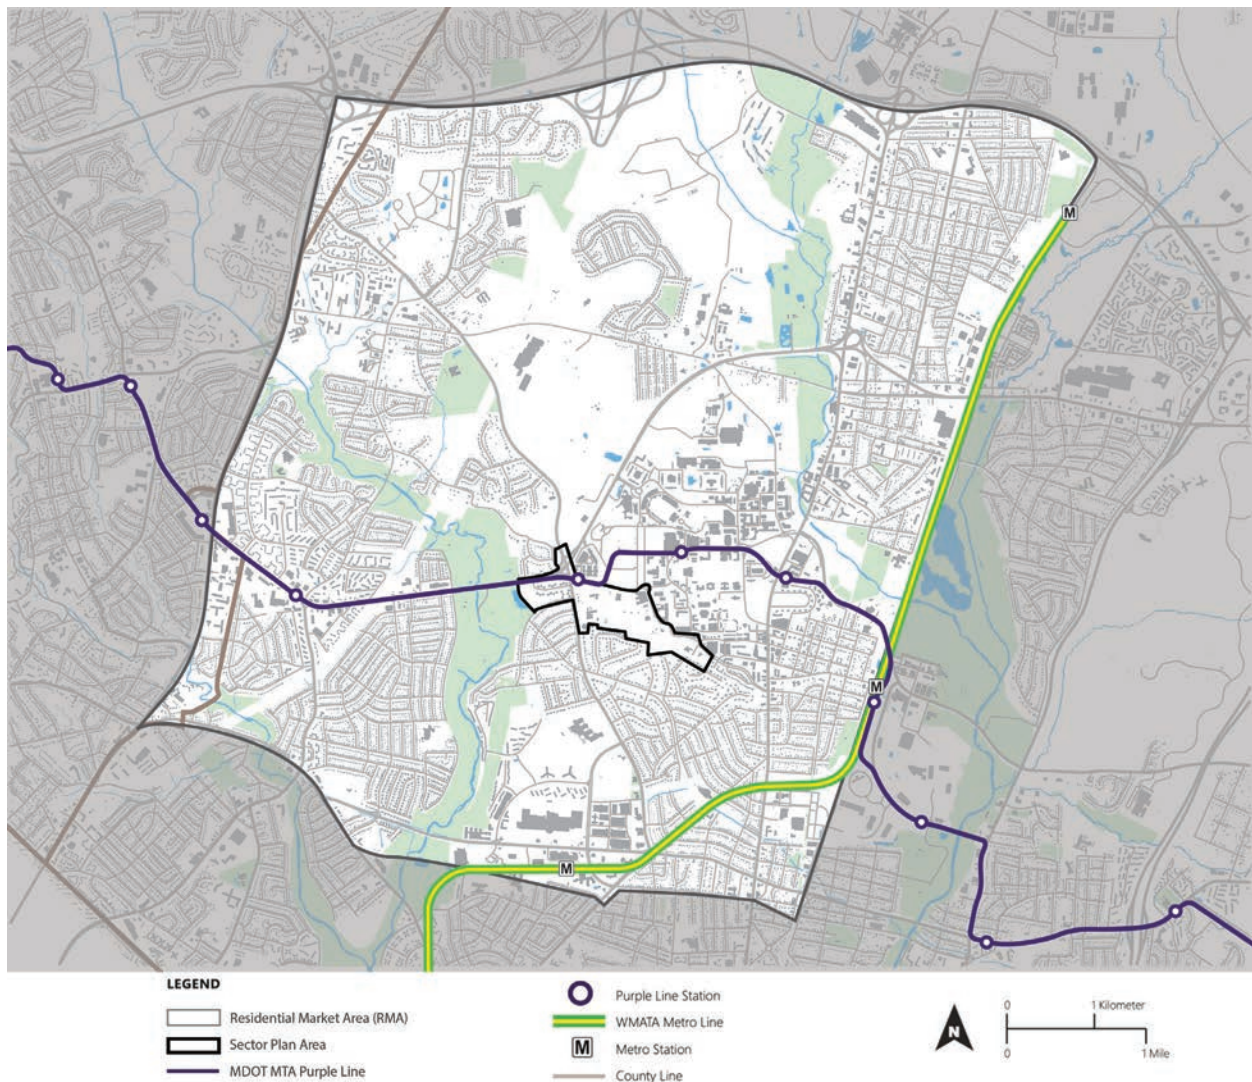 M
M
M
LEGEND
Residential Market Area (RMA)
Sector Plan Area
MDOT MTA Purple Line
Purple Line Station
WMATA Metro Line
M Metro Station
County Line
N
0 1 Kilometer
0 1 Mile